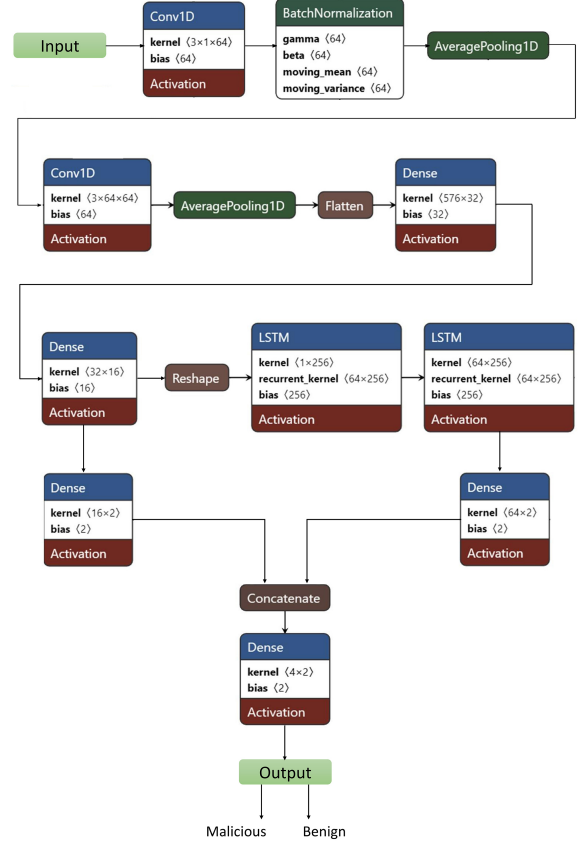 Input
Conv1D
kernel 〈3×1×64〉
bias 〈64〉
Activation
BatchNormalization
gamma 〈64〉
beta 〈64〉
moving_mean 〈64〉
moving_variance 〈64〉
AveragePooling1D
Conv1D
kernel 〈3×64×64〉
bias 〈64〉
Activation
AveragePooling1D
Flatten
Dense
kernel 〈576×32〉
bias 〈32〉
Activation
Dense
kernel 〈32×16〉
bias 〈16〉
Activation
Reshape
LSTM
kernel 〈1×256〉
recurrent_kernel 〈64×256〉
bias 〈256〉
Activation
LSTM
kernel 〈64×256〉
recurrent_kernel 〈64×256〉
bias 〈256〉
Activation
Dense
kernel 〈16×2〉
bias 〈2〉
Activation
Dense
kernel 〈64×2〉
bias 〈2〉
Activation
Concatenate
Dense
kernel 〈4×2〉
bias 〈2〉
Activation
Output
Malicious
Benign